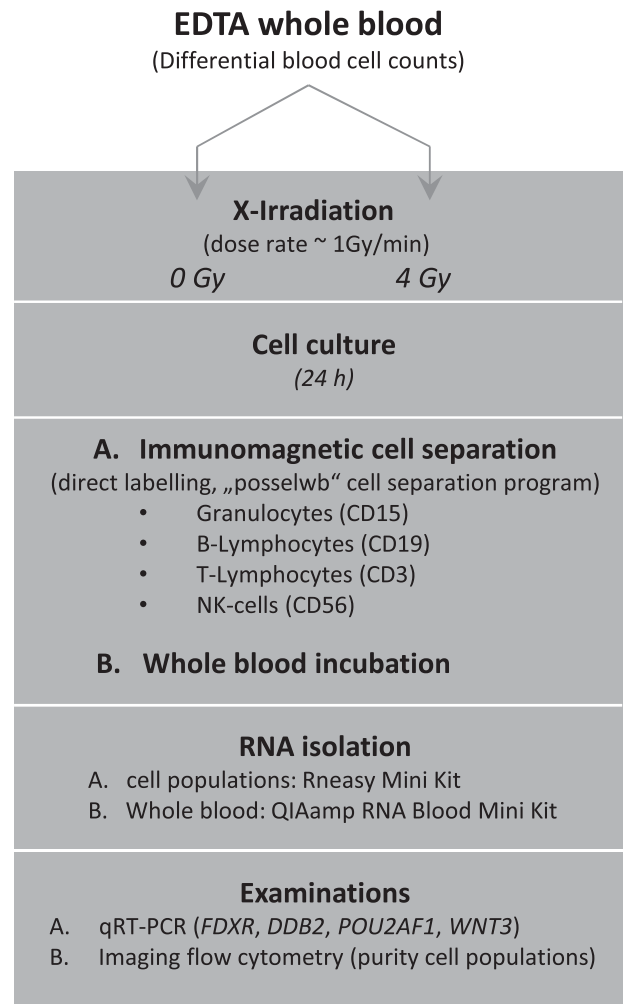 EDTA whole blood
(Differential blood cell counts)
X-Irradiation
(dose rate ~ 1Gy/min)
0 Gy 4 Gy
Cell culture
(24 h)
A. Immunomagnetic cell separation
(direct labelling, „posselwb“ cell separation program)
• Granulocytes (CD15)
• B-Lymphocytes (CD19)
• T-Lymphocytes (CD3)
• NK-cells (CD56)
B. Whole blood incubation
RNA isolation
A. cell populations: Rneasy Mini Kit
B. Whole blood: QIAamp RNA Blood Mini Kit
Examinations
A. qRT-PCR (FDXR, DDB2, POU2AF1, WNT3)
B. Imaging flow cytometry (purity cell populations)